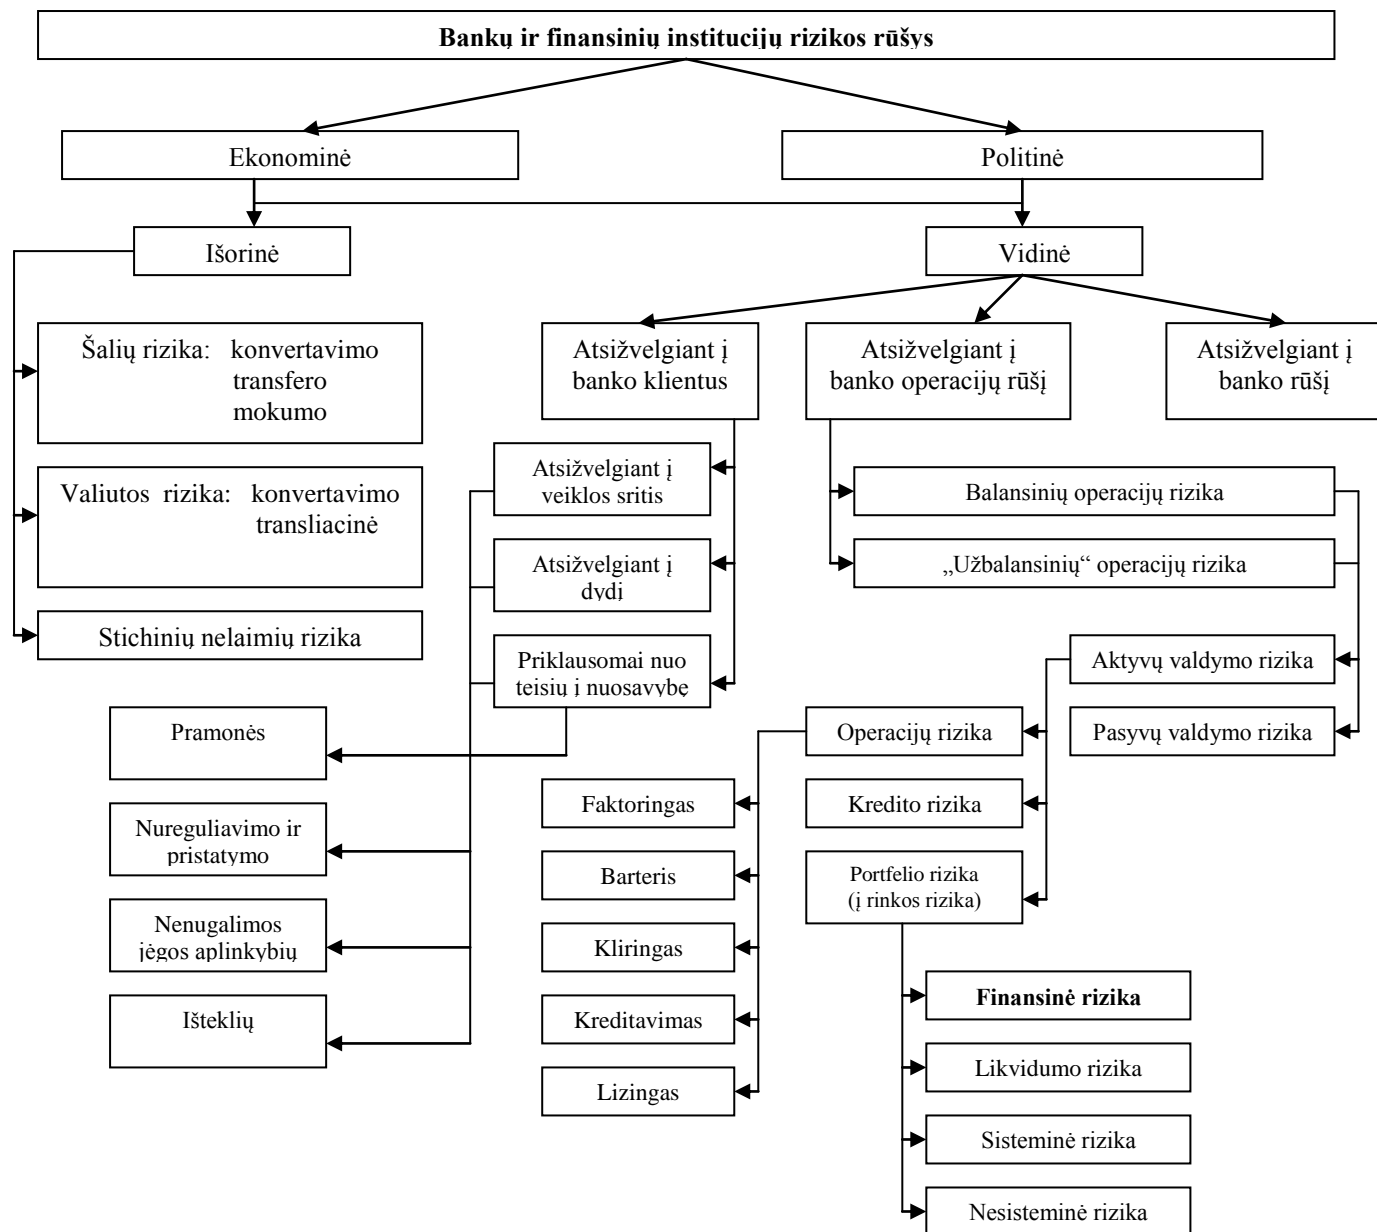 Bankų ir finansinių institucijų rizikos rūšys
Ekonominė
Politinė
Išorinė
Vidinė
Šalių rizika: konvertavimo
transfero
mokumo
Valiutos rizika: konvertavimo
transliacinė
Stichinių nelaimių rizika
Atsižvelgiant į
banko klientus
Atsižvelgiant į
banko operacijų rūšį
Atsižvelgiant į
banko rūšį
Atsižvelgiant į
veiklos sritis
Atsižvelgiant į
dydį
Priklausomai nuo
teisių į nuosavybę
Balansinių operacijų rizika
„Užbalansinių“ operacijų rizika
Aktyvų valdymo rizika
Pasyvų valdymo rizika
Pramonės
Nureguliavimo ir
pristatymo
Nenugalimos
jėgos aplinkybių
Išteklių
Operacijų rizika
Kredito rizika
Portfelio rizika
(į rinkos rizika)
Faktoringas
Barteris
Kliringas
Kreditavimas
Lizingas
Finansinė rizika
Likvidumo rizika
Sisteminė rizika
Nesisteminė rizika